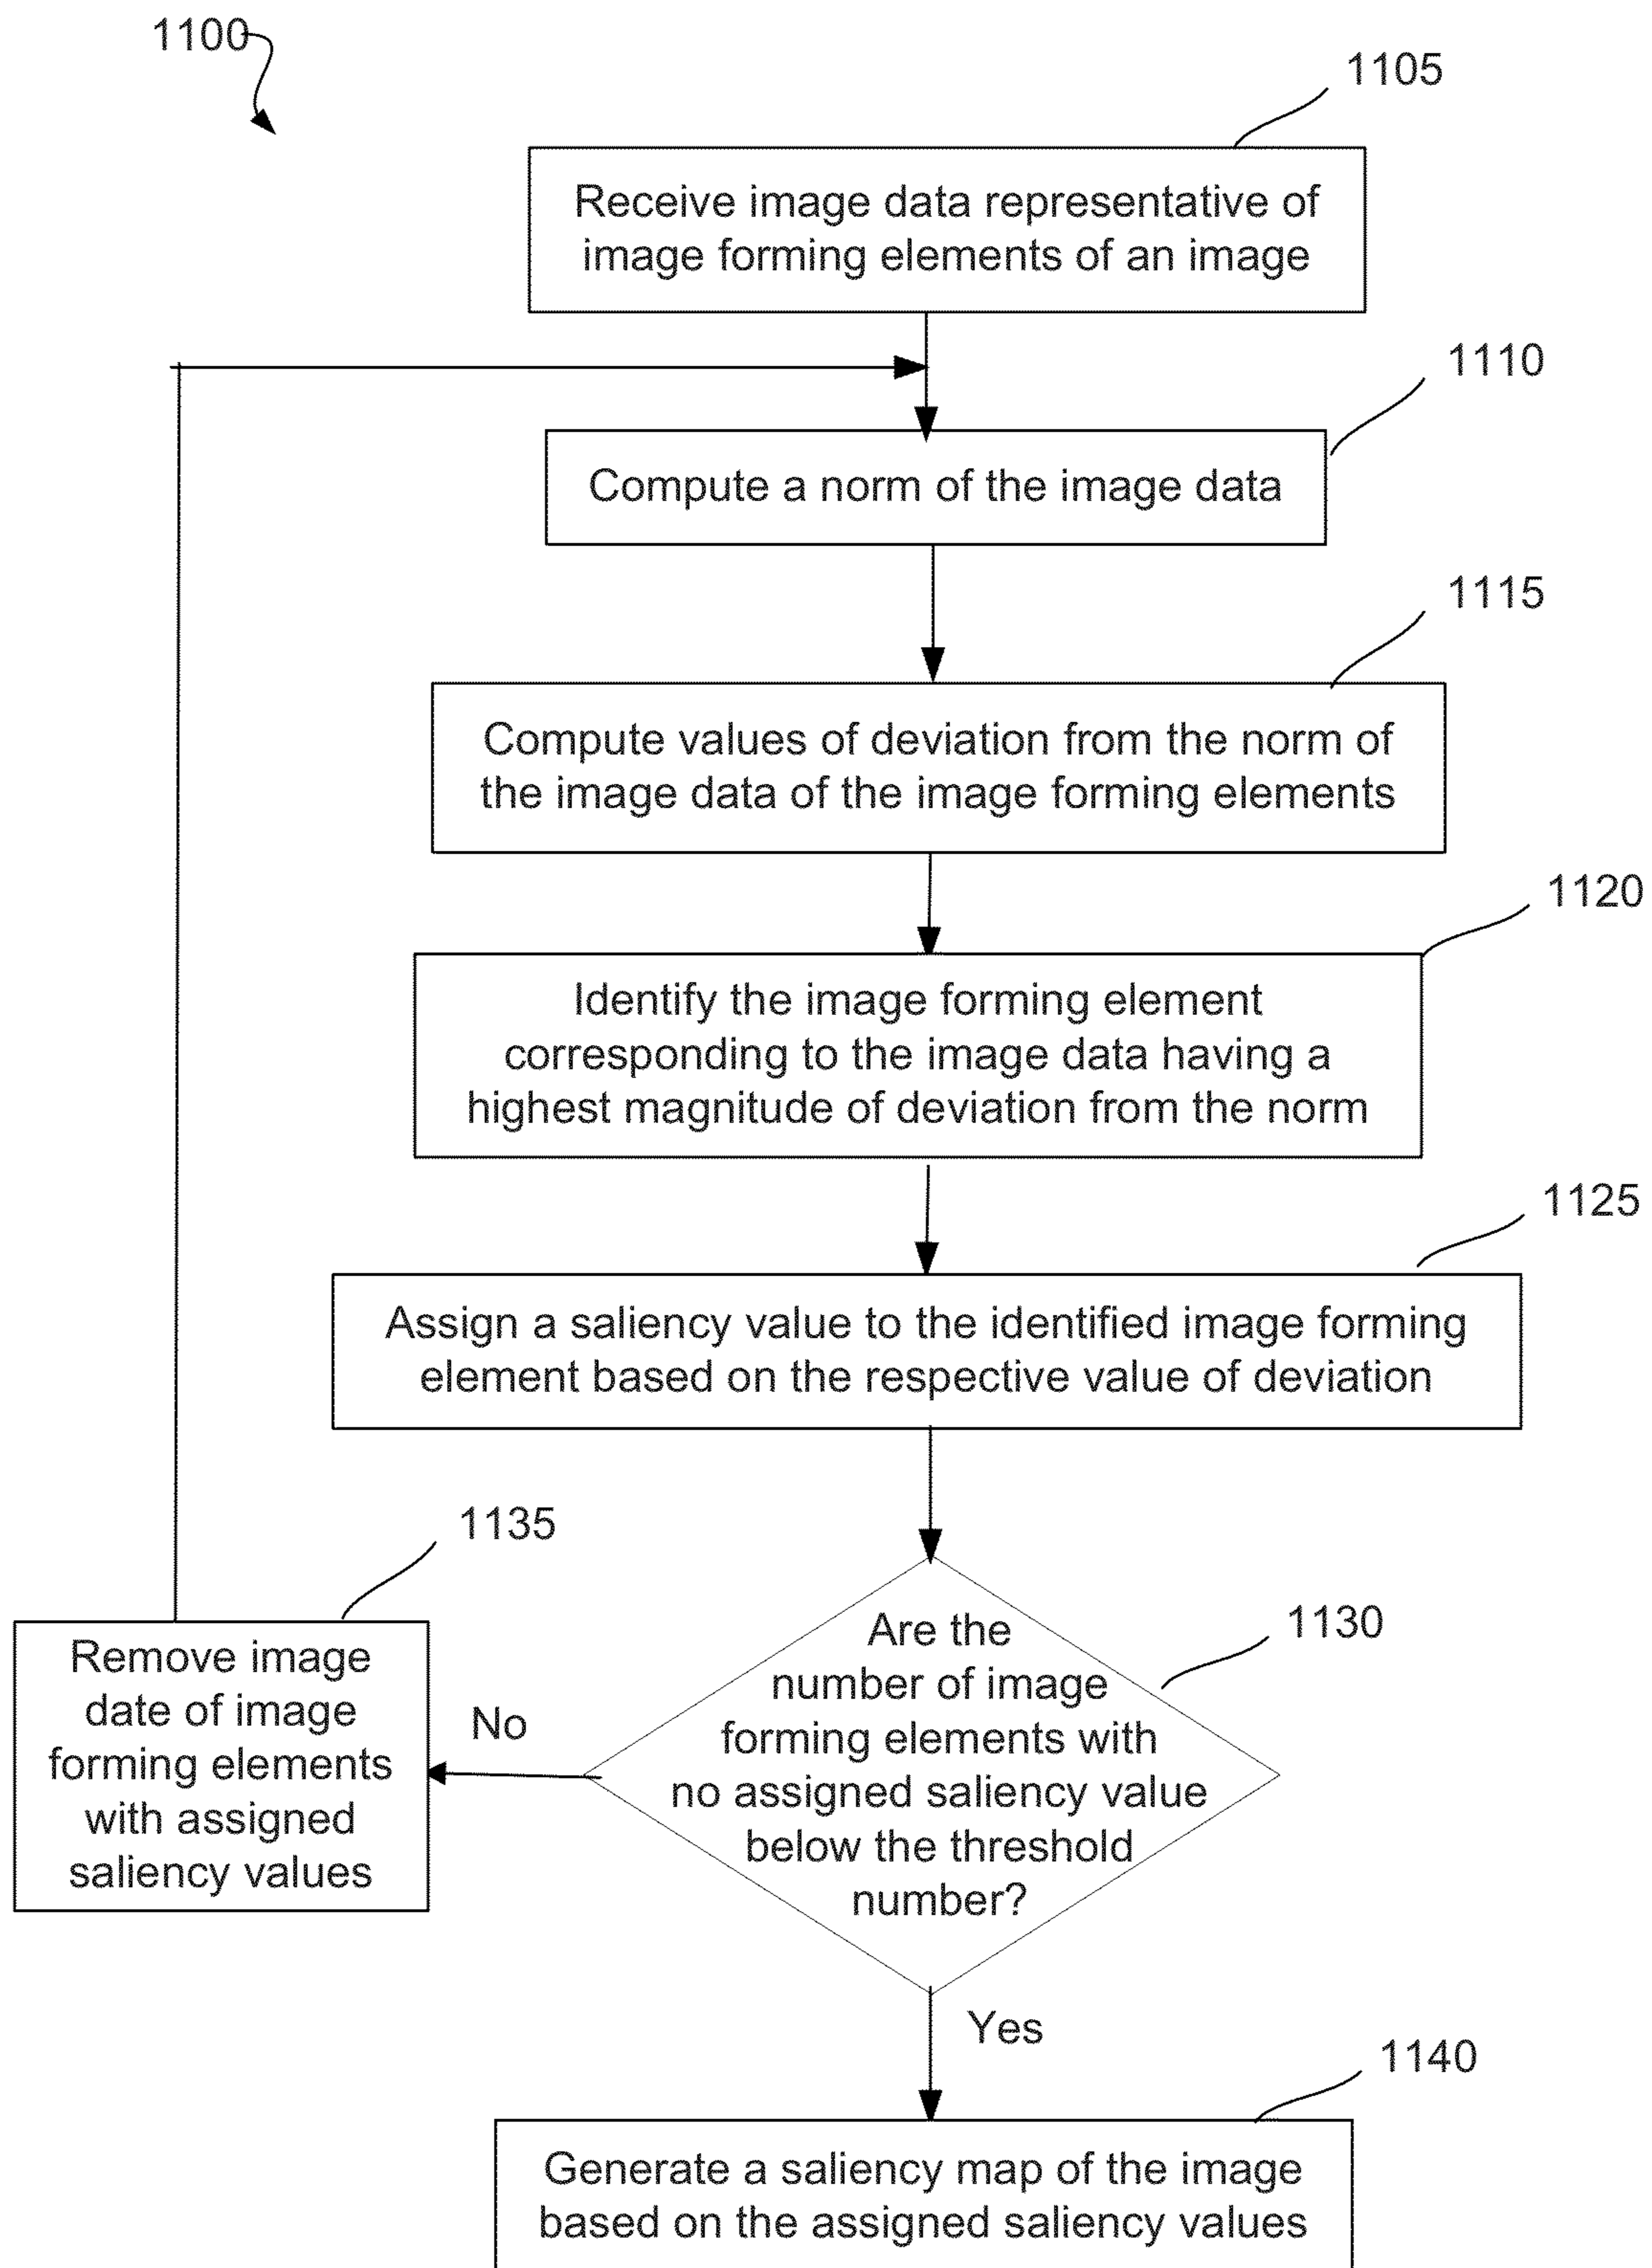 1100
1105
Receive image data representative of
image forming elements of an image
1110
Compute a norm of the image data
1115
Compute values of deviation from the norm of
the image data of the image forming elements
1120
Identify the image forming element
corresponding to the image data having a
highest magnitude of deviation from the norm
1125
Assign a saliency value to the identified image forming
element based on the respective value of deviation
1135
Remove image
date of image
forming elements
with assigned
saliency values
No
1130
Are the
number of image
forming elements with
no assigned saliency value
below the threshold
number?
Yes
1140
Generate a saliency map of the image
based on the assigned saliency values